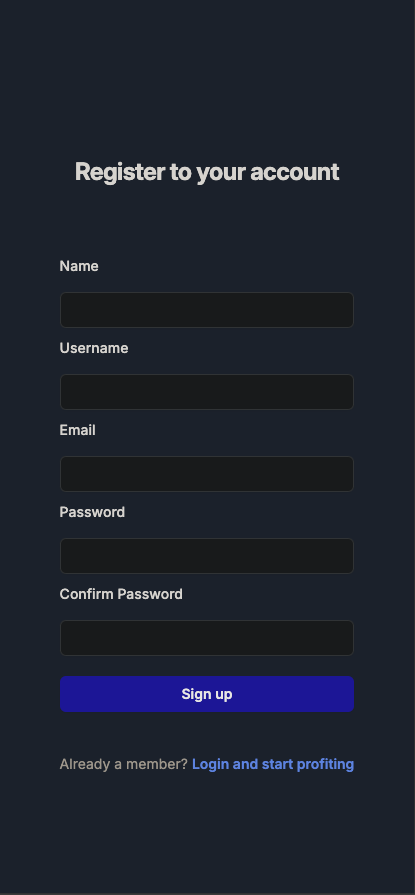 Register to your account
Name
Username
Email
Password
Confirm Password
Sign up
Already a member? Login and start profiting